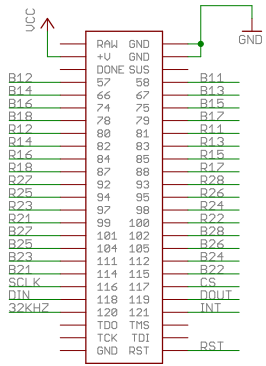 VCC
GND
RAW GND
+V GND
DONE SUS
B12 57 58 B11
B14 66 67 B13
B16 74 75 B15
B18 78 79 B17
R12 80 81 R11
R14 82 83 R13
R16 84 85 R15
R18 87 88 R17
R27 92 93 R28
R25 94 95 R26
R23 97 98 R24
R21 99 100 R22
B27 101 102 B28
B25 104 105 B26
B23 111 112 B24
B21 114 115 B22
SCLK 116 117 CS
DIN 118 119 DOUT
32KHZ 120 121 INT
TDO TMS
TCK TDI
GND RST RST